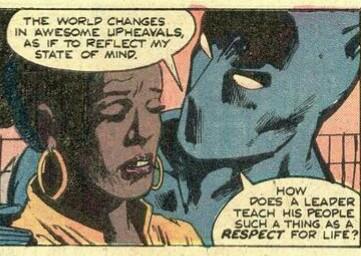 THE WORLD CHANGES
IN AWESOME UPHEAVALS,
AS IF TO REFLECT MY
STATE OF MIND.
HOW
DOES A LEADER
TEACH HIS PEOPLE
SUCH A THING AS A
RESPECT FOR LIFE?